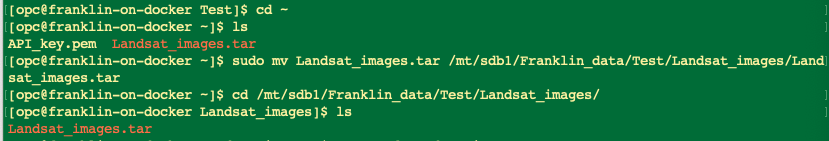 [opc@franklin-on-docker Test]$ cd ~
[opc@franklin-on-docker ~]$ ls
API_key.pem  Landsat_images.tar
[opc@franklin-on-docker ~]$ sudo mv Landsat_images.tar /mt/sdb1/Franklin_data/Test/Landsat_images/Land
sat_images.tar
[opc@franklin-on-docker ~]$ cd /mt/sdb1/Franklin_data/Test/Landsat_images/
[opc@franklin-on-docker Landsat_images]$ ls
Landsat_images.tar